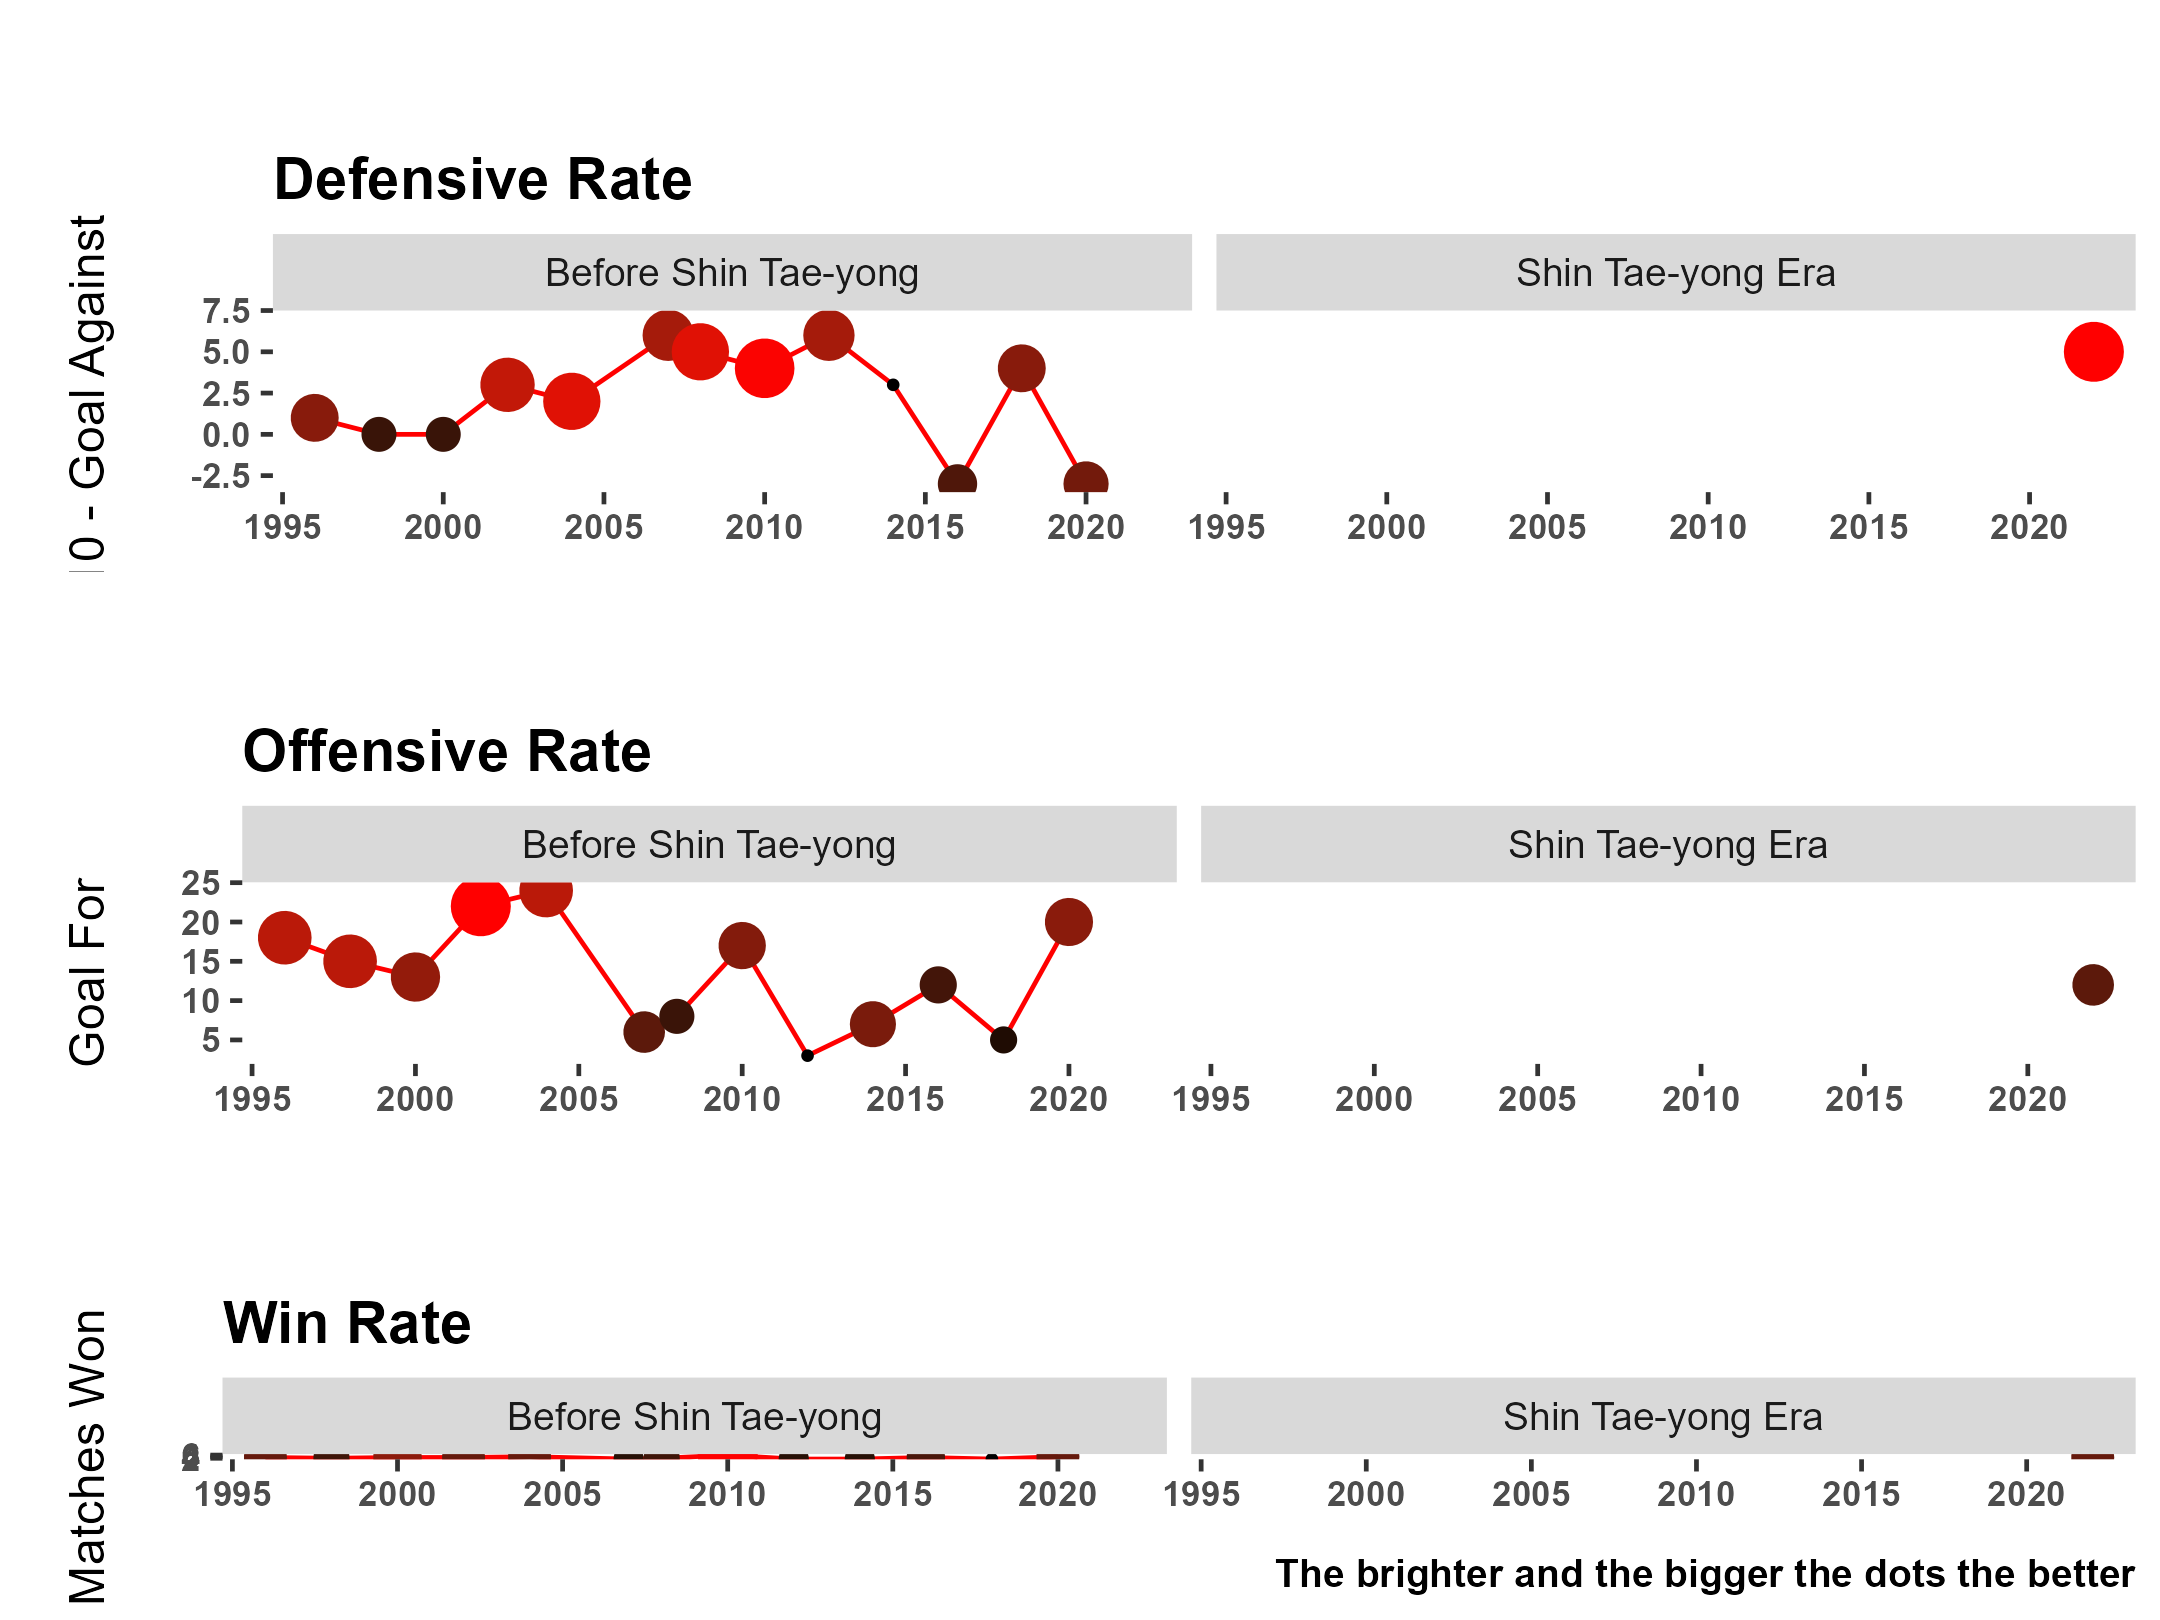 Defensive Rate
Before Shin Tae-yong
Shin Tae-yong Era
0 - Goal Against
7.5
5.0
2.5
0.0
-2.5
1995 2000 2005 2010 2015 2020 1995 2000 2005 2010 2015 2020
Offensive Rate
Before Shin Tae-yong
Shin Tae-yong Era
Goal For
25
20
15
10
5
1995 2000 2005 2010 2015 2020 1995 2000 2005 2010 2015 2020
Win Rate
Before Shin Tae-yong
Shin Tae-yong Era
Matches Won
1995 2000 2005 2010 2015 2020 1995 2000 2005 2010 2015 2020
The brighter and the bigger the dots the better